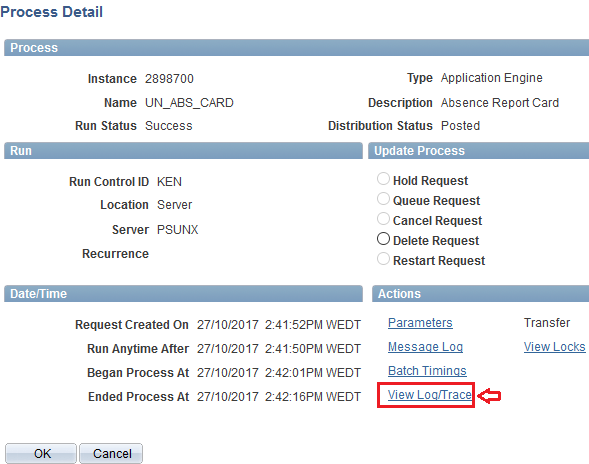 Process Detail
Process
Instance 2898700 Type Application Engine
Name UN_ABS_CARD Description Absence Report Card
Run Status Success Distribution Status Posted
Run
Run Control ID KEN
Location Server
Server PSUNX
Recurrence
Update Process
Hold Request
Queue Request
Cancel Request
Delete Request
Restart Request
Date/Time
Request Created On 27/10/2017 2:41:52PM WEDT
Run Anytime After 27/10/2017 2:41:50PM WEDT
Began Process At 27/10/2017 2:42:01PM WEDT
Ended Process At 27/10/2017 2:42:16PM WEDT
Actions
Parameters Transfer
Message Log View Locks
Batch Timings
View Log/Trace
OK Cancel